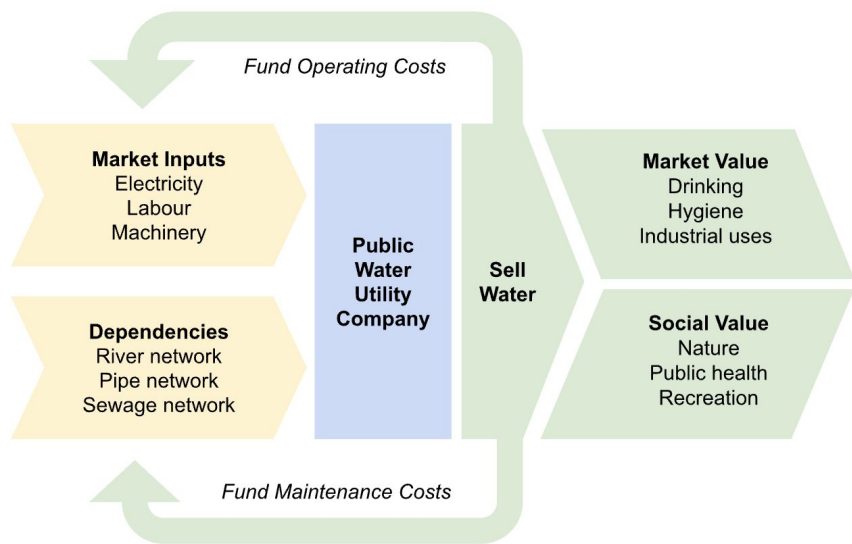 Fund Operating Costs
Market Inputs
Electricity
Labour
Machinery
Dependencies
River network
Pipe network
Sewage network
Public
Water
Utility
Company
Sell
Water
Market Value
Drinking
Hygiene
Industrial uses
Social Value
Nature
Public health
Recreation
Fund Maintenance Costs